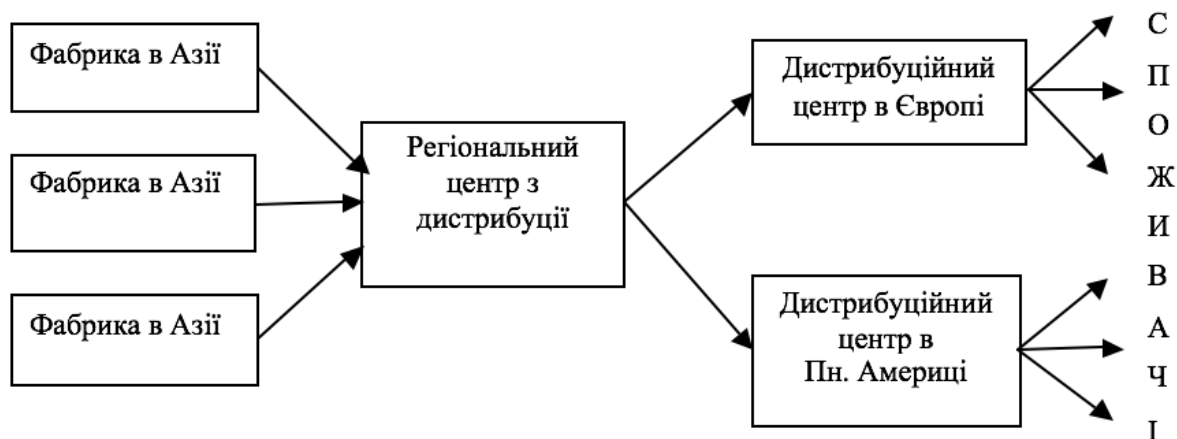 Фабрика в Азії
Фабрика в Азії
Фабрика в Азії
Регіональний
центр з
дистрибуції
Дистрибуційний
центр в Європі
Дистрибуційний
центр в
Пн. Америці
С
П
О
Ж
И
В
А
Ч
І